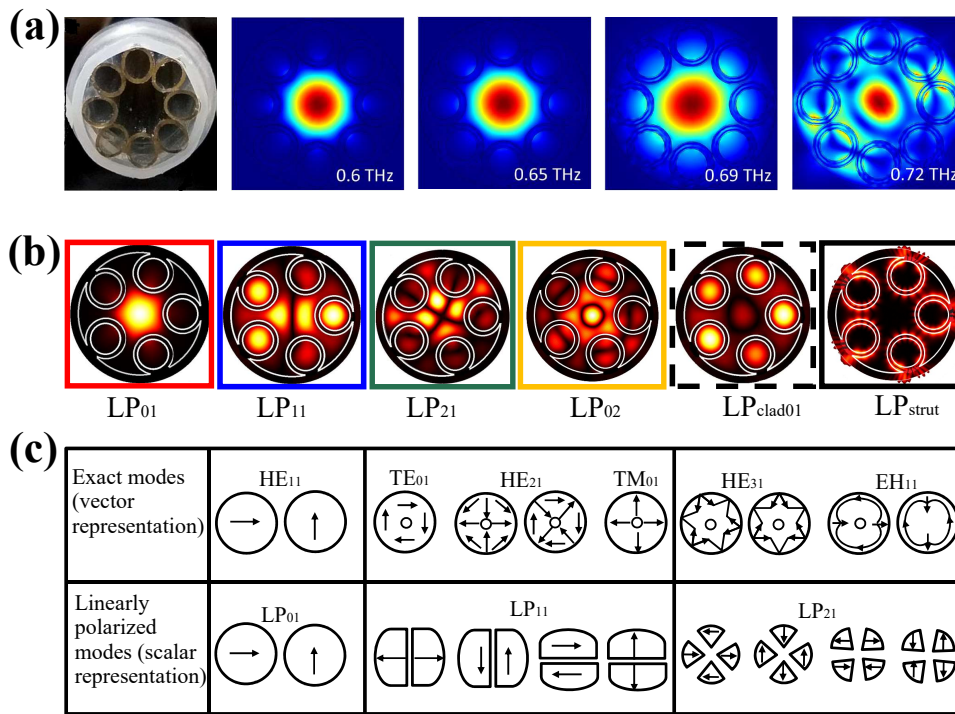 (a)
0.6 THz
0.65 THz
0.69 THz
0.72 THz
(b)
LP01
LP11
LP21
LP02
LPclad01
LPstrut
(c)
Exact modes
(vector
representation)
HE11
TE01
HE21
TM01
HE31
EH11
Linearly
polarized
modes (scalar
representation)
LP01
LP11
LP21